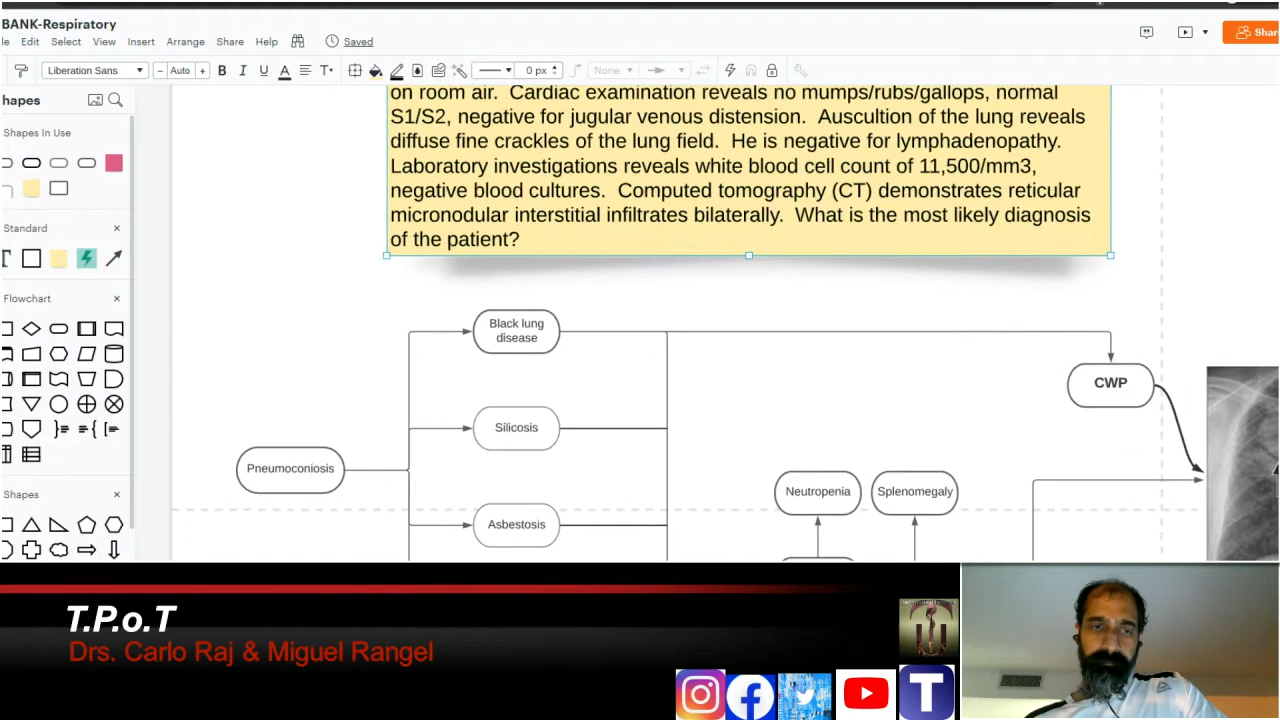 BANK-Respiratory
le Edit Select View Insert Arrange Share Help Saved
Shar
Liberation Sans - Auto + B I U A T 0 px None
hapes
Shapes In Use
Standard
T
Flowchart
Shapes
on room air. Cardiac examination reveals no mumps/rubs/gallops, normal
S1/S2, negative for jugular venous distension. Auscultion of the lung reveals
diffuse fine crackles of the lung field. He is negative for lymphadenopathy.
Laboratory investigations reveals white blood cell count of 11,500/mm3,
negative blood cultures. Computed tomography (CT) demonstrates reticular
micronodular interstitial infiltrates bilaterally. What is the most likely diagnosis
of the patient?
Black lung
disease
CWP
Silicosis
Pneumoconiosis
Neutropenia
Splenomegaly
Asbestosis
T.P.o.T
Drs. Carlo Raj & Miguel Rangel
T